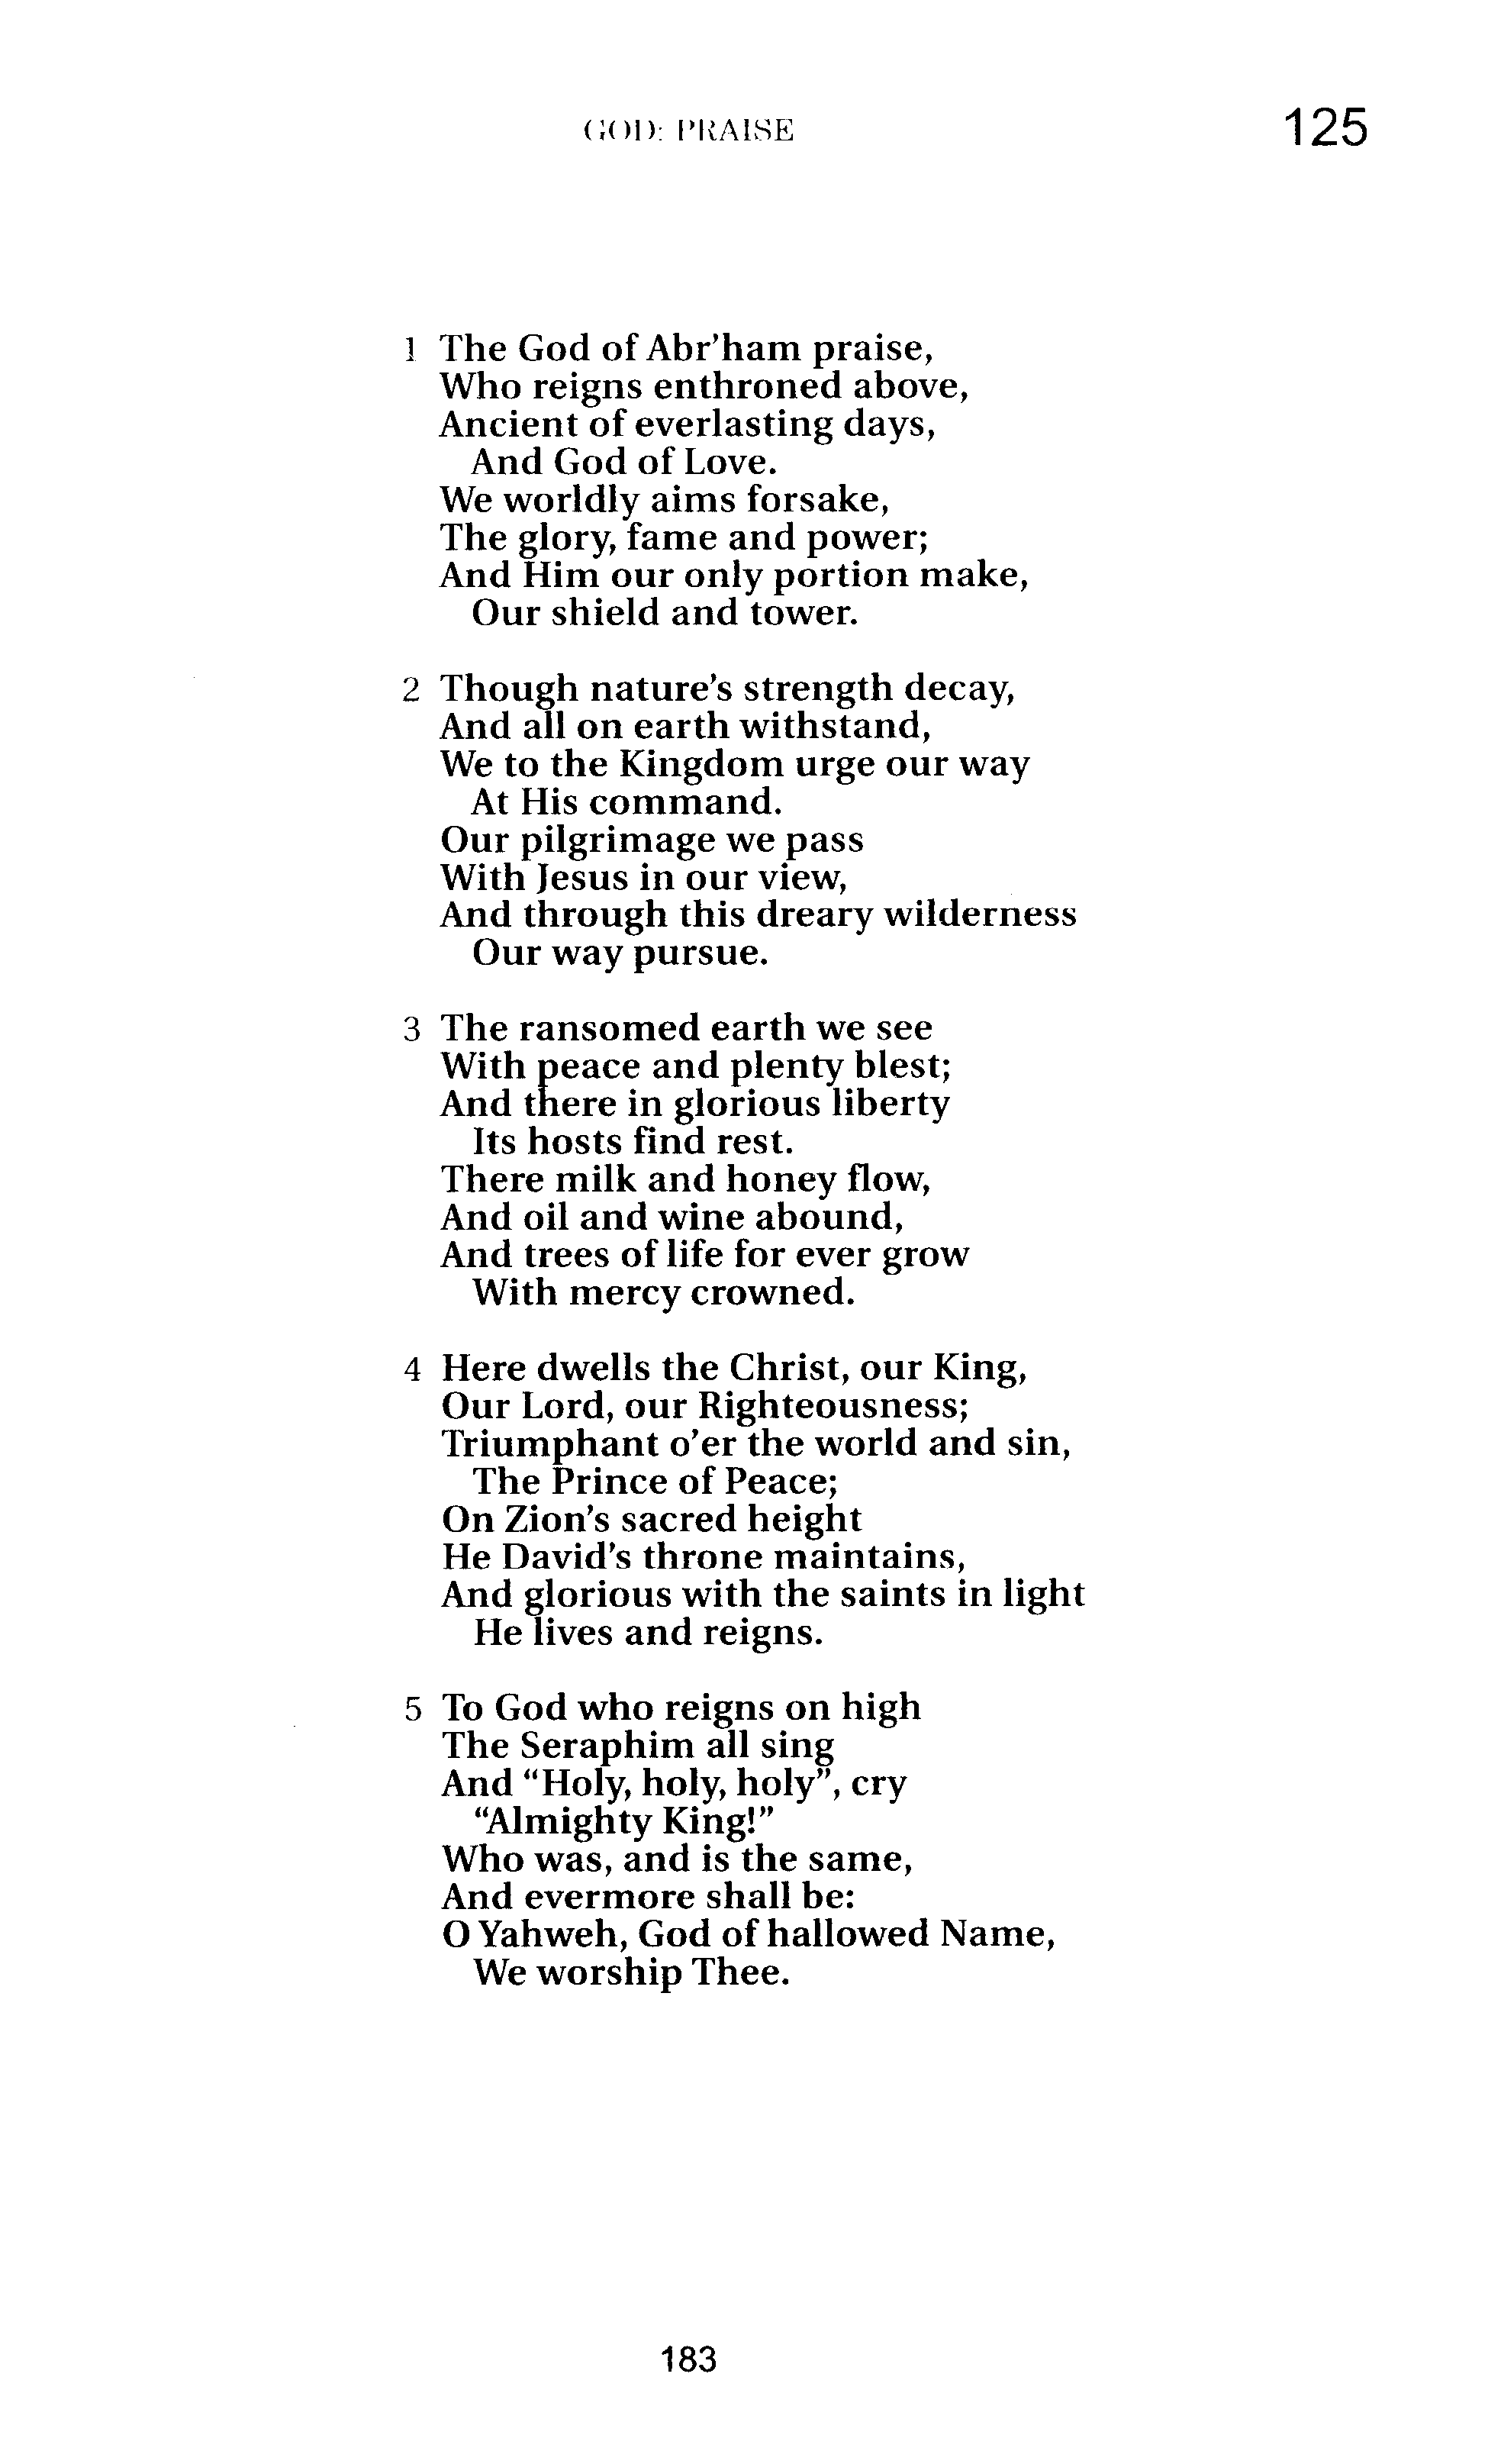 GOD: PRAISE 125
1 The God of Abr’ham praise,
Who reigns enthroned above,
Ancient of everlasting days,
And God of Love.
We worldly aims forsake,
The glory, fame and power;
And Him our only portion make,
Our shield and tower.
2 Though nature’s strength decay,
And all on earth withstand,
We to the Kingdom urge our way
At His command.
Our pilgrimage we pass
With Jesus in our view,
And through this dreary wilderness
Our way pursue.
3 The ransomed earth we see
With peace and plenty blest;
And there in glorious liberty
Its hosts find rest.
There milk and honey flow,
And oil and wine abound,
And trees of life for ever grow
With mercy crowned.
4 Here dwells the Christ, our King,
Our Lord, our Righteousness;
Triumphant o’er the world and sin,
The Prince of Peace;
On Zion’s sacred height
He David’s throne maintains,
And glorious with the saints in light
He lives and reigns.
5 To God who reigns on high
The Seraphim all sing
And “Holy, holy, holy”, cry
“Almighty King!”
Who was, and is the same,
And evermore shall be:
O Yahweh, God of hallowed Name,
We worship Thee.
183